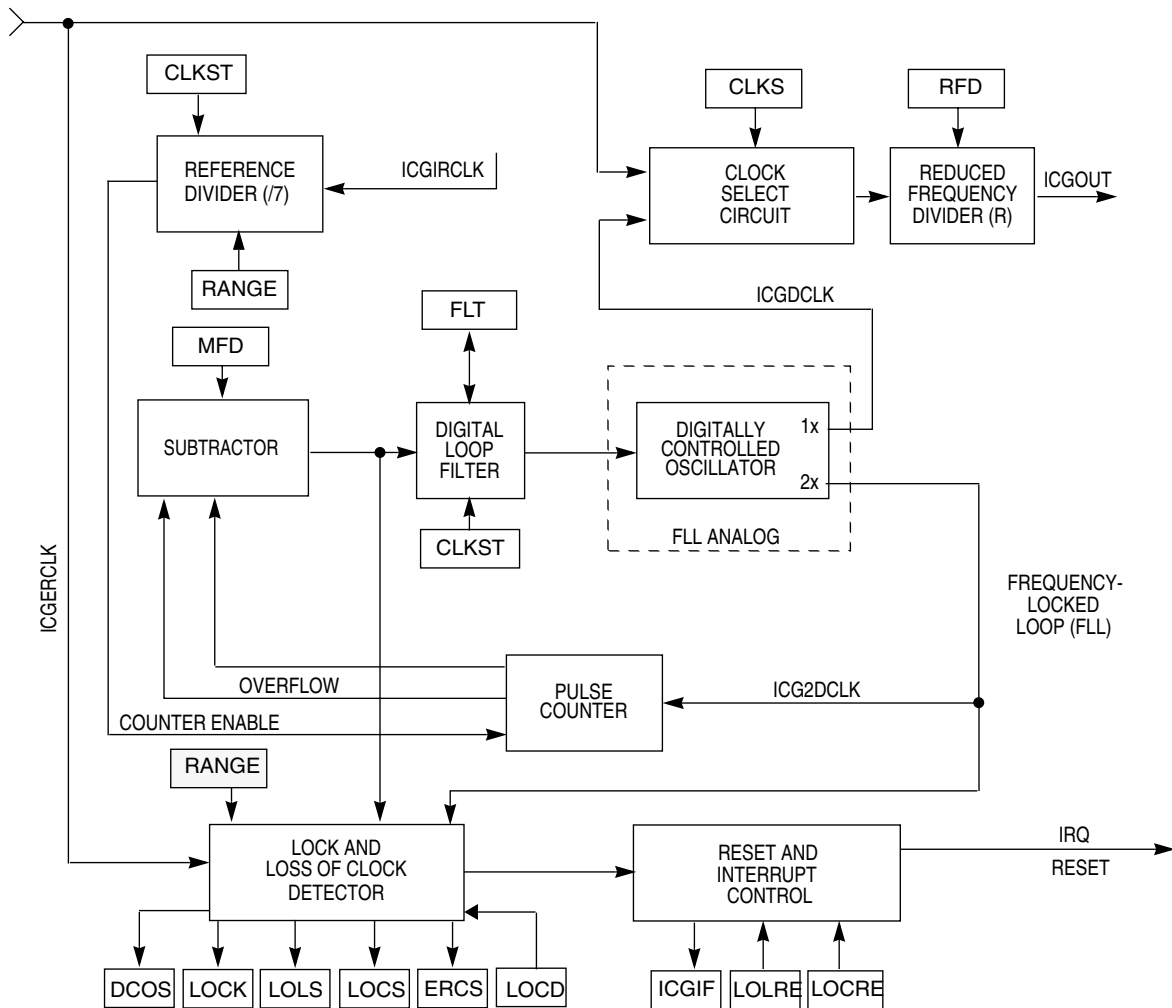 CLKST
CLKS
RFD
REFERENCE
DIVIDER (/7)
ICGIRCLK
CLOCK
SELECT
CIRCUIT
REDUCED
FREQUENCY
DIVIDER (R)
ICGOUT
RANGE
ICGDCLK
FLT
MFD
SUBTRACTOR
DIGITAL
LOOP
FILTER
DIGITALLY
CONTROLLED
OSCILLATOR
1x
2x
FLL ANALOG
CLKST
ICGERCLK
FREQUENCY-
LOCKED
LOOP (FLL)
OVERFLOW
PULSE
COUNTER
ICG2DCLK
COUNTER ENABLE
RANGE
LOCK AND
LOSS OF CLOCK
DETECTOR
RESET AND
INTERRUPT
CONTROL
IRQ
RESET
DCOS
LOCK
LOLS
LOCS
ERCS
LOCD
ICGIF
LOLRE
LOCRE